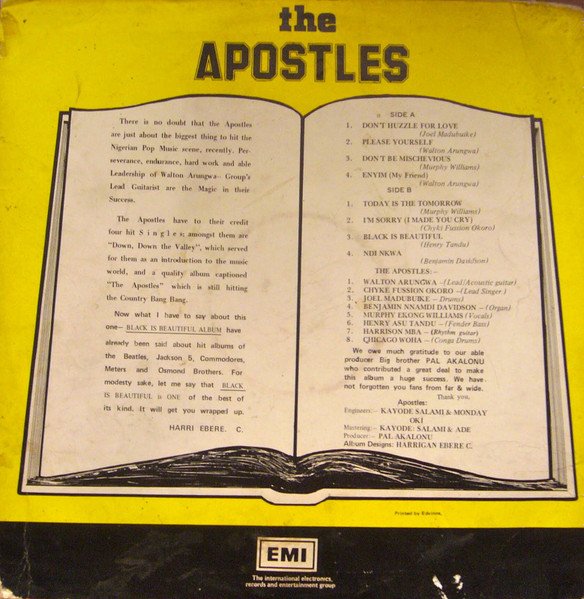 the
APOSTLES
There is no doubt that the Apostles
are just about the biggest thing to hit the
Nigerian Pop Music scene, recently. Per-
severance, endurance, hard work and able
Leadership of Walton Arungwa– Group's
Lead Guitarist are the Magic in their
Success.
The Apostles have to their credit
four hit S i n g l e s; amongst them are
"Down, Down the Valley", which served
for them as an introduction to the music
world, and a quality album captioned
"The Apostles" which is still hitting
the Country Bang Bang.
Now what I have to say about this
one– BLACK IS BEAUTIFUL ALBUM have
already been said about hit albums of
the Beatles, Jackson 5, Commodores,
Meters and Osmond Brothers. For
modesty sake, let me say that BLACK
IS BEAUTIFUL is ONE of the best of
its kind. It will get you wrapped up.
HARRI EBERE. C.
SIDE A
1. DON'T HUZZLE FOR LOVE
(Joel Madubuike)
2. PLEASE YOURSELF
(Walton Arungwa)
3. DON'T BE MISCHEVIOUS
(Murphy Williams)
4. ENYIM (My Friend)
(Walton Arungwa)
SIDE B
1. TODAY IS THE TOMORROW
(Murphy Williams)
2. I'M SORRY (I MADE YOU CRY)
(Chyki Fussion Okoro)
3. BLACK IS BEAUTIFUL
(Henry Tandu)
4. NDI NKWA
(Benjamin Davidson)
THE APOSTLES:–
1. WALTON ARUNGWA –(Lead/Acoustic guitar)
2. CHYKE FUSSION OKORO –(Lead Singer)
3. JOEL MADUBUIKE – Drums)
4. BENJAMIN NNAMDI DAVIDSON –(Organ)
5. MURPHY EKONG WILLIAMS (Vocals)
6. HENRY ASU TANDU –(Fender Bass)
7. HARRISON MBA –(Rhythm guitar)
8. CHICAGO WOHA –(Conga Drums)
We owe much gratitude to our able
producer Big brother PAL AKALONU
who contributed a great deal to make
this album a huge success. We have
not forgotten you fans from far & wide.
Thank you.
Apostles:
Engineers:– KAYODE SALAMI & MONDAY
OKI
Mustering:– KAYODE: SALAMI & ADE
Producer:– PAL AKALONU
Album Designs: HARRIGAN EBERE C.
Printed by Edvinns.
EMI
The international electronics,
records and entertainment group